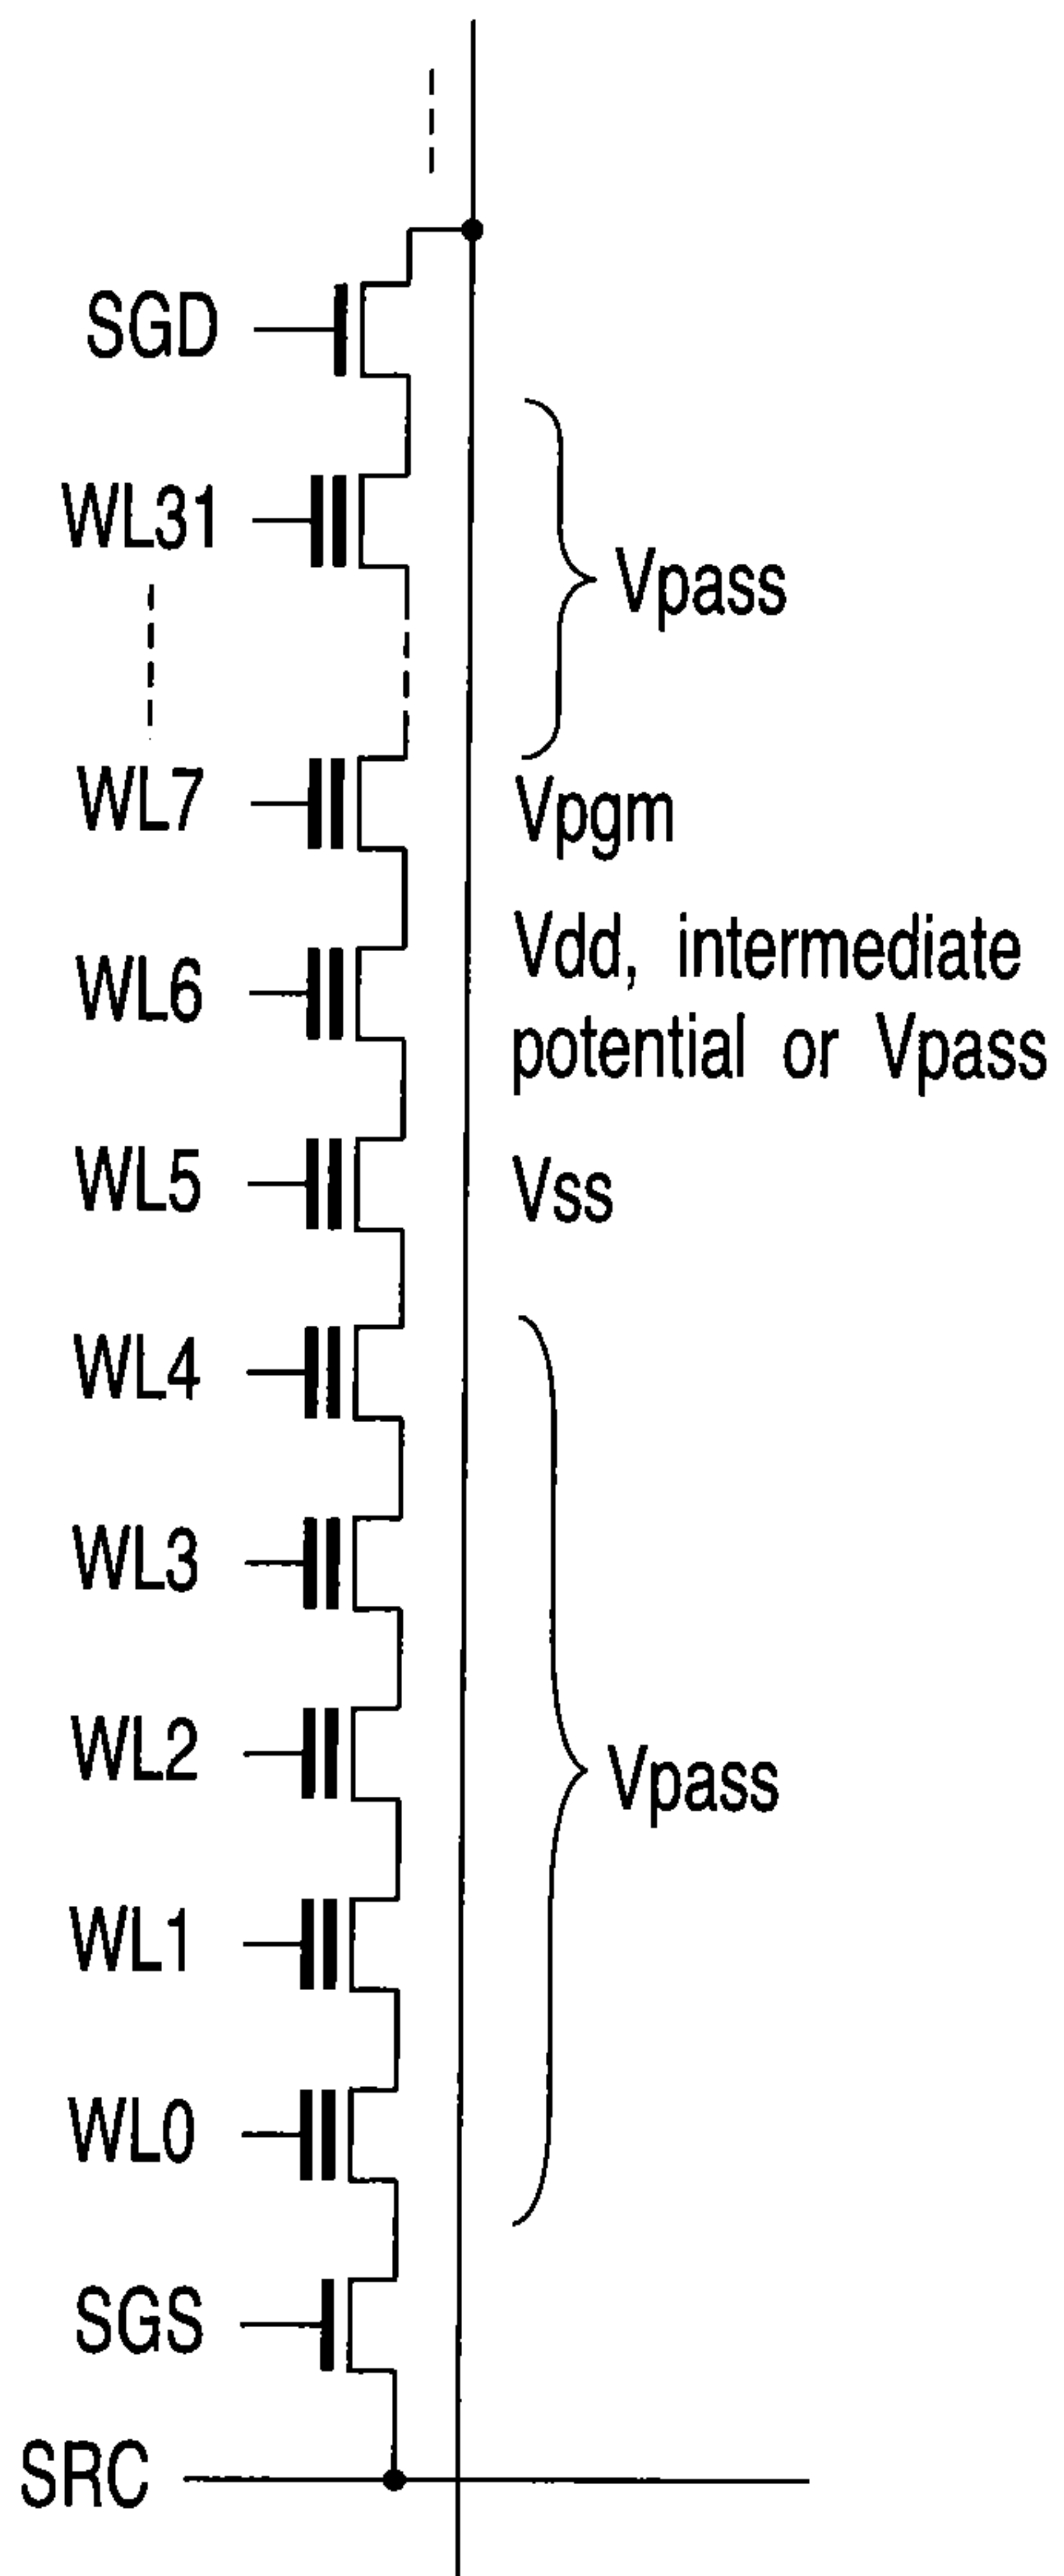 SGD
WL31
Vpass
WL7
Vpgm
WL6
Vdd, intermediate
potential or Vpass
WL5
Vss
WL4
WL3
WL2
Vpass
WL1
WL0
SGS
SRC